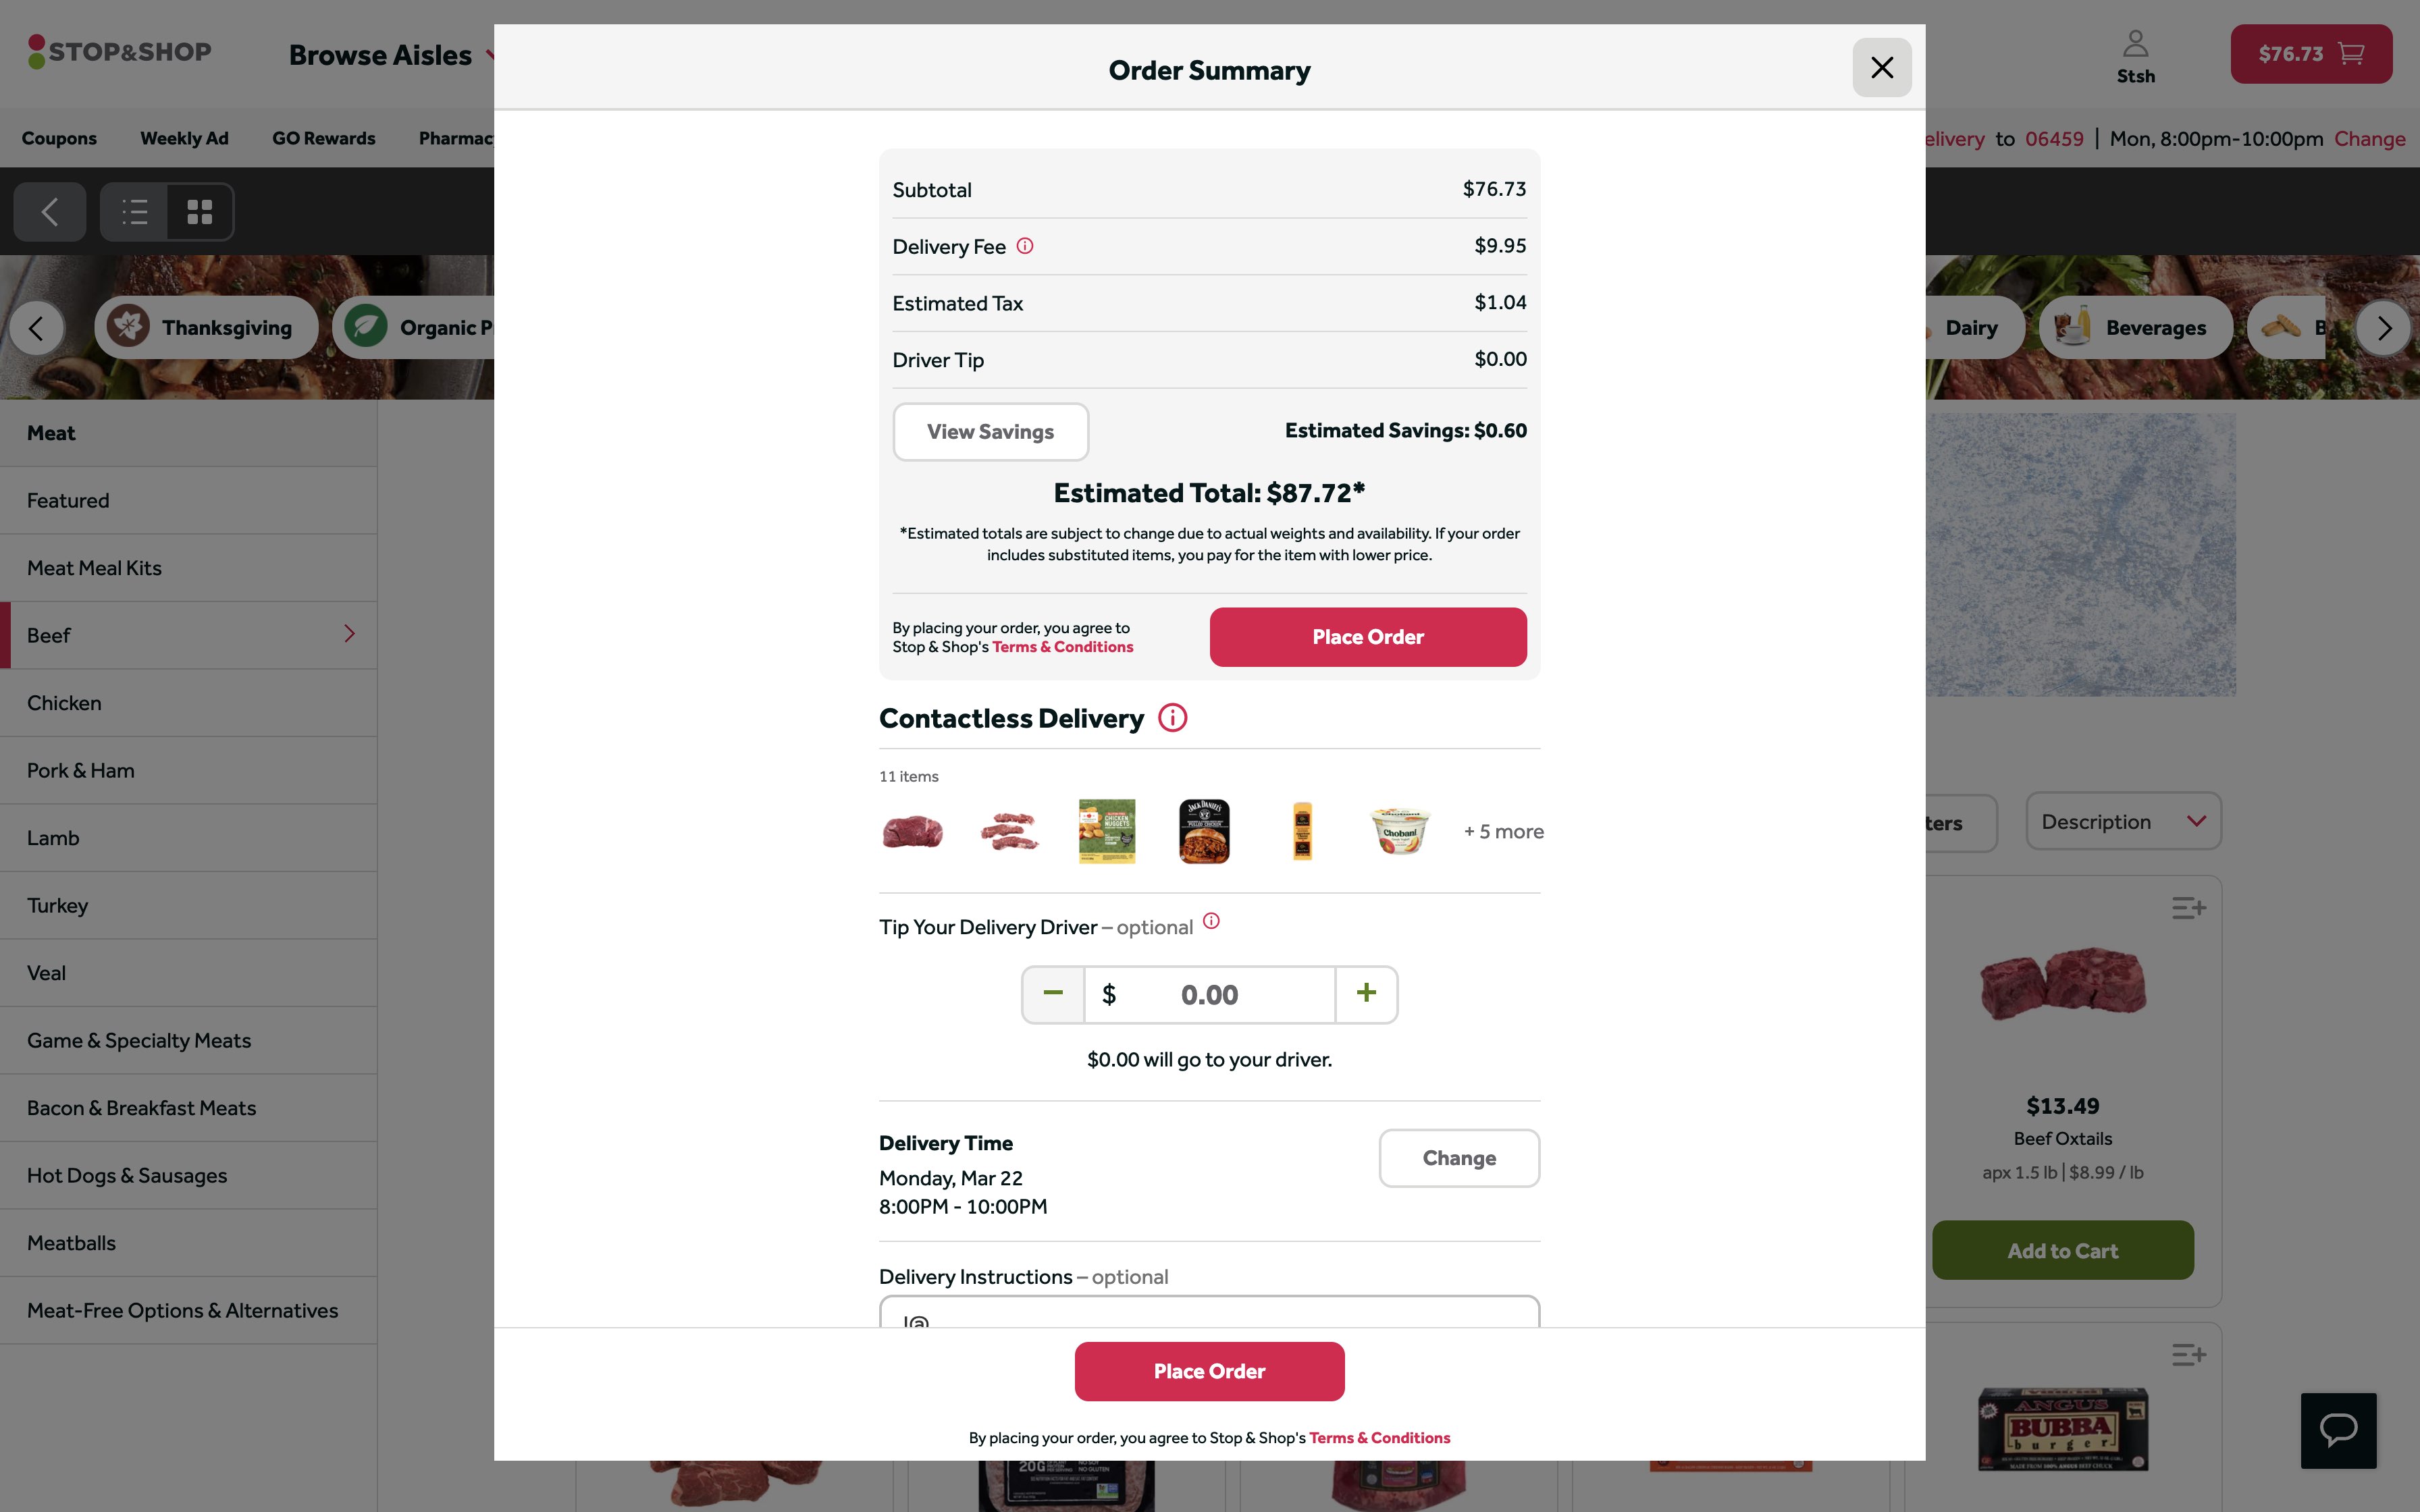 STOP&SHOP
Browse Aisles
Stsh
$76.73
Coupons
Weekly Ad
GO Rewards
elivery to 06459 | Mon, 8:00pm-10:00pm Change
Thanksgiving
Organic P
Dairy
Beverages
B
Meat
Featured
Meat Meal Kits
Beef
Chicken
Pork & Ham
Lamb
Turkey
Veal
Game & Specialty Meats
Bacon & Breakfast Meats
Hot Dogs & Sausages
Meatballs
Meat-Free Options & Alternatives
Order Summary
Subtotal $76.73
Delivery Fee $9.95
Estimated Tax $1.04
Driver Tip $0.00
View Savings
Estimated Savings: $0.60
Estimated Total: $87.72*
*Estimated totals are subject to change due to actual weights and availability. If your order
includes substituted items, you pay for the item with lower price.
By placing your order, you agree to
Stop & Shop's Terms & Conditions
Place Order
Contactless Delivery
11 items
CHICKEN
NUGGETS
JACK DANIEL'S
PULLED CHICKEN
Chobani
+ 5 more
Tip Your Delivery Driver – optional
$ 0.00
$0.00 will go to your driver.
Delivery Time
Monday, Mar 22
8:00PM - 10:00PM
Change
Delivery Instructions – optional
Place Order
By placing your order, you agree to Stop & Shop's Terms & Conditions
ters
Description
$13.49
Beef Oxtails
apx 1.5 lb | $8.99 / lb
Add to Cart
ANGUS
BUBBA
burger
20G